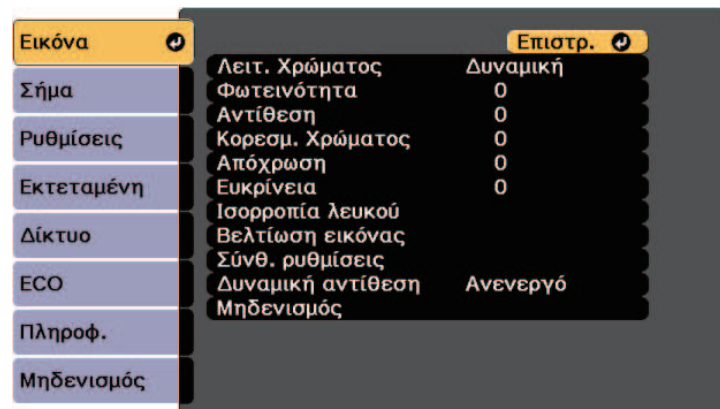 Εικόνα
Σήμα
Ρυθμίσεις
Εκτεταμένη
Δίκτυο
ECO
Πληροφ.
Μηδενισμός
Επιστρ.
Λειτ. Χρώματος Δυναμική
Φωτεινότητα 0
Αντίθεση 0
Κορεσμ. Χρώματος 0
Απόχρωση 0
Ευκρίνεια 0
Ισορροπία λευκού
Βελτίωση εικόνας
Σύνθ. ρυθμίσεις
Δυναμική αντίθεση Ανενεργό
Μηδενισμός